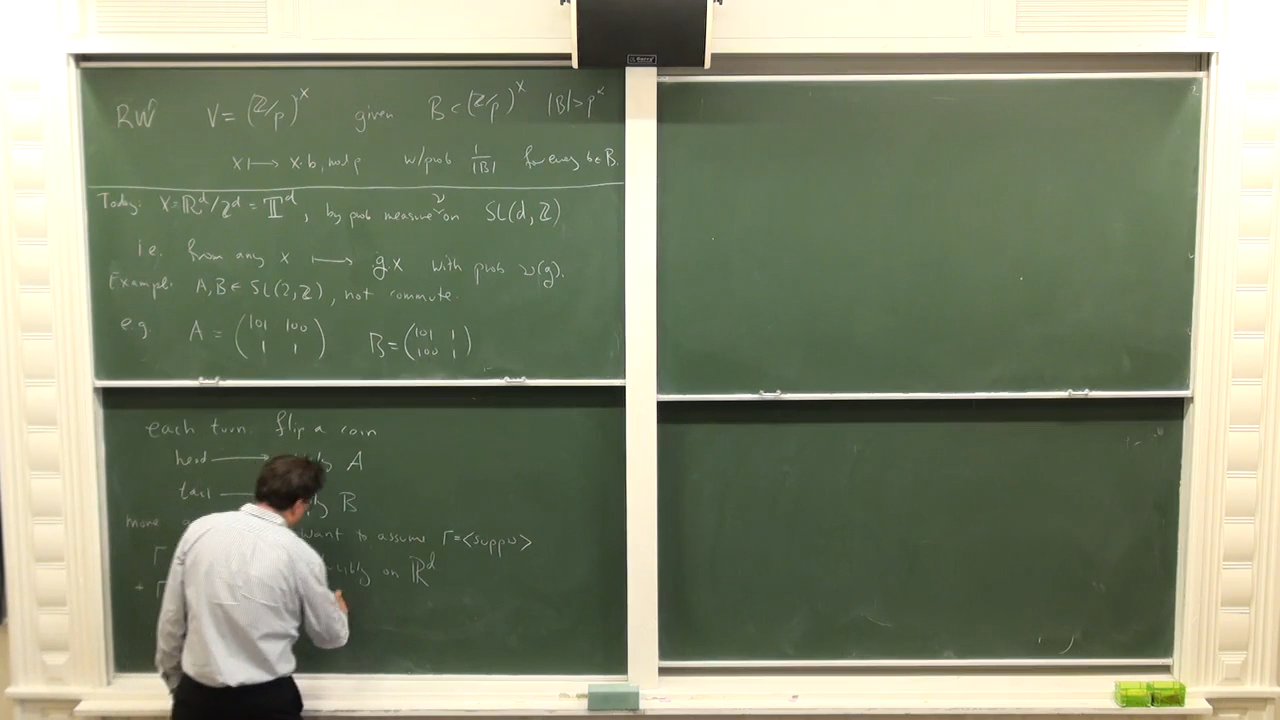 RW V = (ℤ/p)^× given B < (ℤ/p)^× |B| > p^α
x ↦ x·b, mod p w/prob 1/|B| for every b ∈ B.
Today: X = ℝ^d/ℤ^d = 𝕋^d, by prob measure ν on SL(d,ℤ)
i.e. from any x ↦ g.x with prob ν(g).
Example: A,B ∈ SL(2,ℤ), not commute.
e.g. A = (101 100 / 1 1) B = (101 1 / 100 1)
each turn: flip a coin
head → A
tail → B
more want to assume Γ = <supp ν>
Γ on ℝ^d
+ Γ